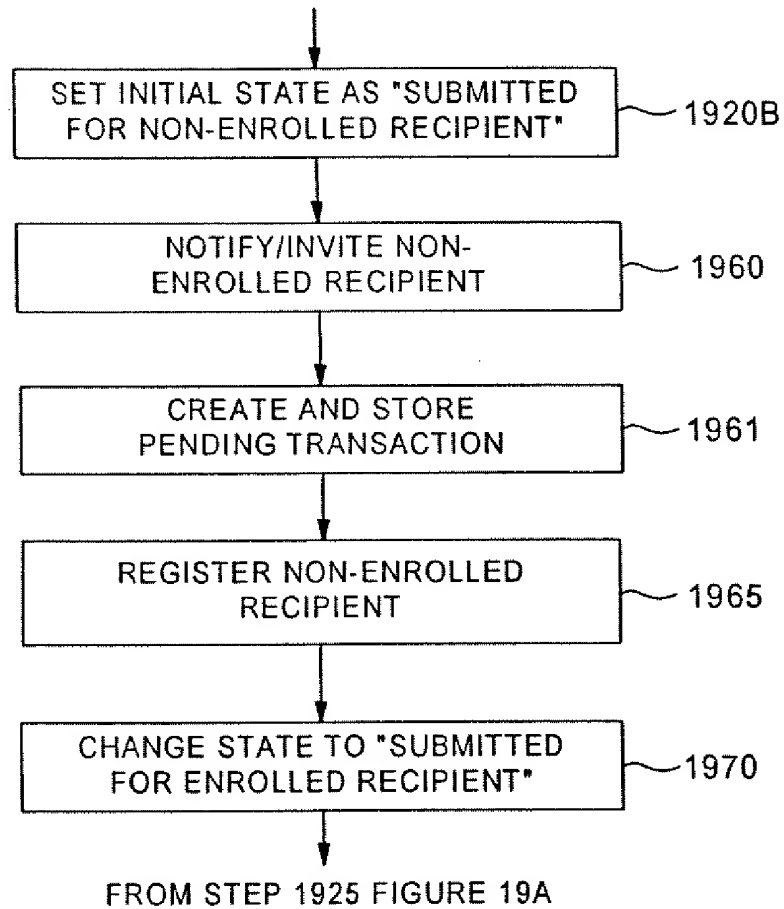 SET INITIAL STATE AS "SUBMITTED
FOR NON-ENROLLED RECIPIENT"
1920B
NOTIFY/INVITE NON-
ENROLLED RECIPIENT
1960
CREATE AND STORE
PENDING TRANSACTION
1961
REGISTER NON-ENROLLED
RECIPIENT
1965
CHANGE STATE TO "SUBMITTED
FOR ENROLLED RECIPIENT"
1970
FROM STEP 1925 FIGURE 19A